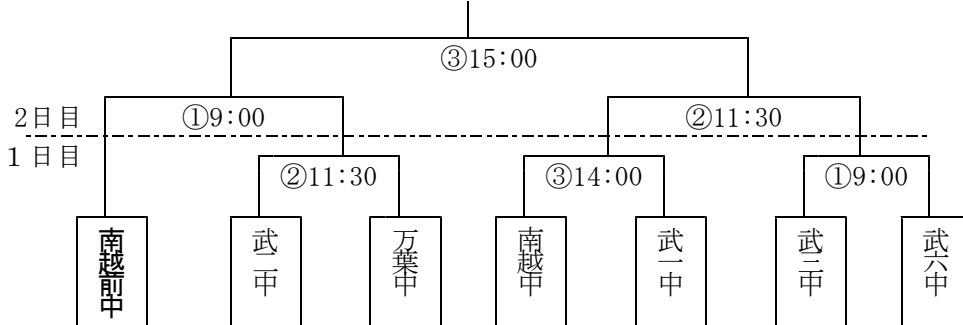 ③15:00
2日目
①9:00
②11:30
1日目
②11:30
③14:00
①9:00
南越前中
武二中
万葉中
南越中
武一中
武三中
武六中